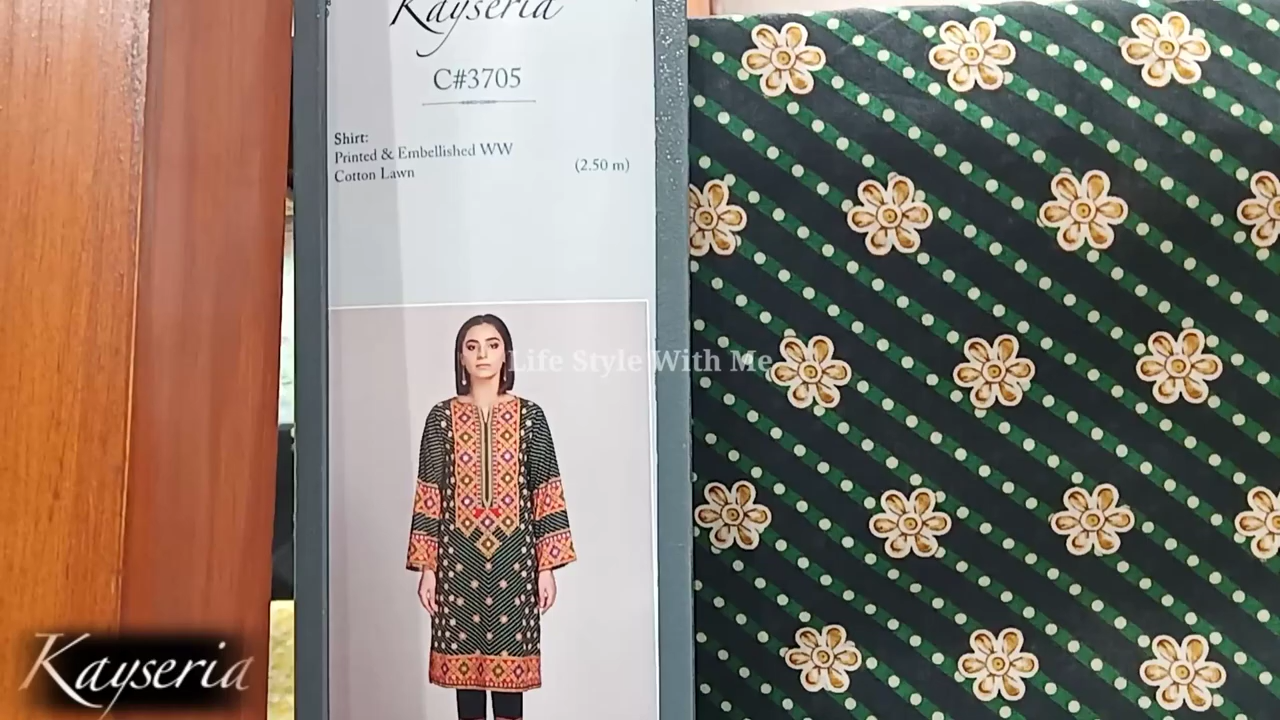 Kayseria
C#3705
Shirt:
Printed & Embellished WW
Cotton Lawn
(2.50 m)
Life Style With Me
Kayseria